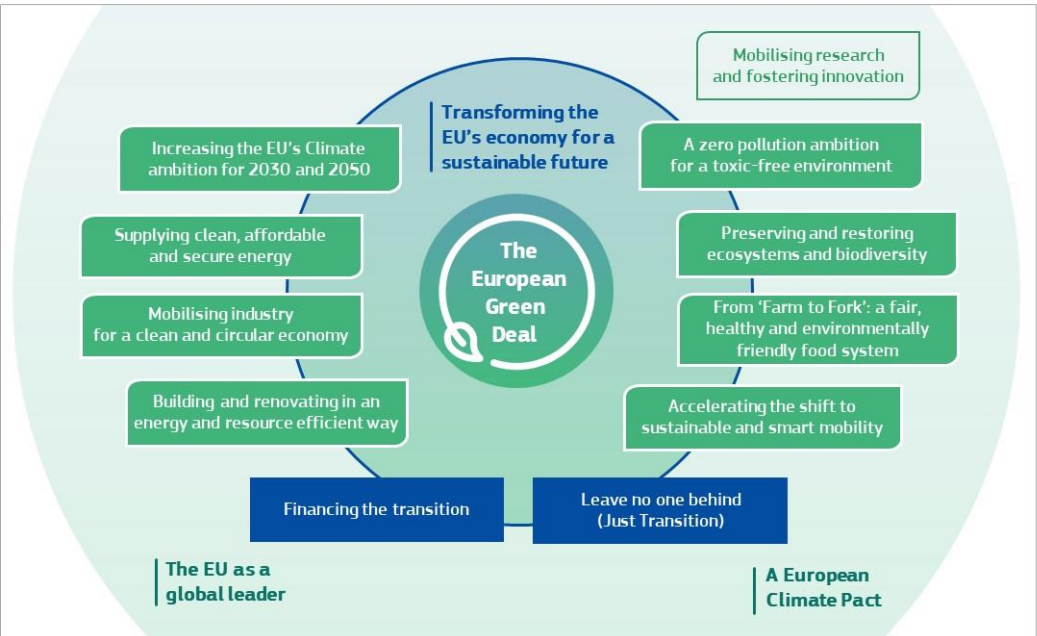 Mobilising research
and fostering innovation
Transforming the
EU's economy for a
sustainable future
Increasing the EU's Climate
ambition for 2030 and 2050
A zero pollution ambition
for a toxic-free environment
Supplying clean, affordable
and secure energy
Preserving and restoring
ecosystems and biodiversity
The
European
Green
Deal
Mobilising industry
for a clean and circular economy
From ‘Farm to Fork’: a fair,
healthy and environmentally
friendly food system
Building and renovating in an
energy and resource efficient way
Accelerating the shift to
sustainable and smart mobility
Financing the transition
Leave no one behind
(Just Transition)
The EU as a
global leader
A European
Climate Pact